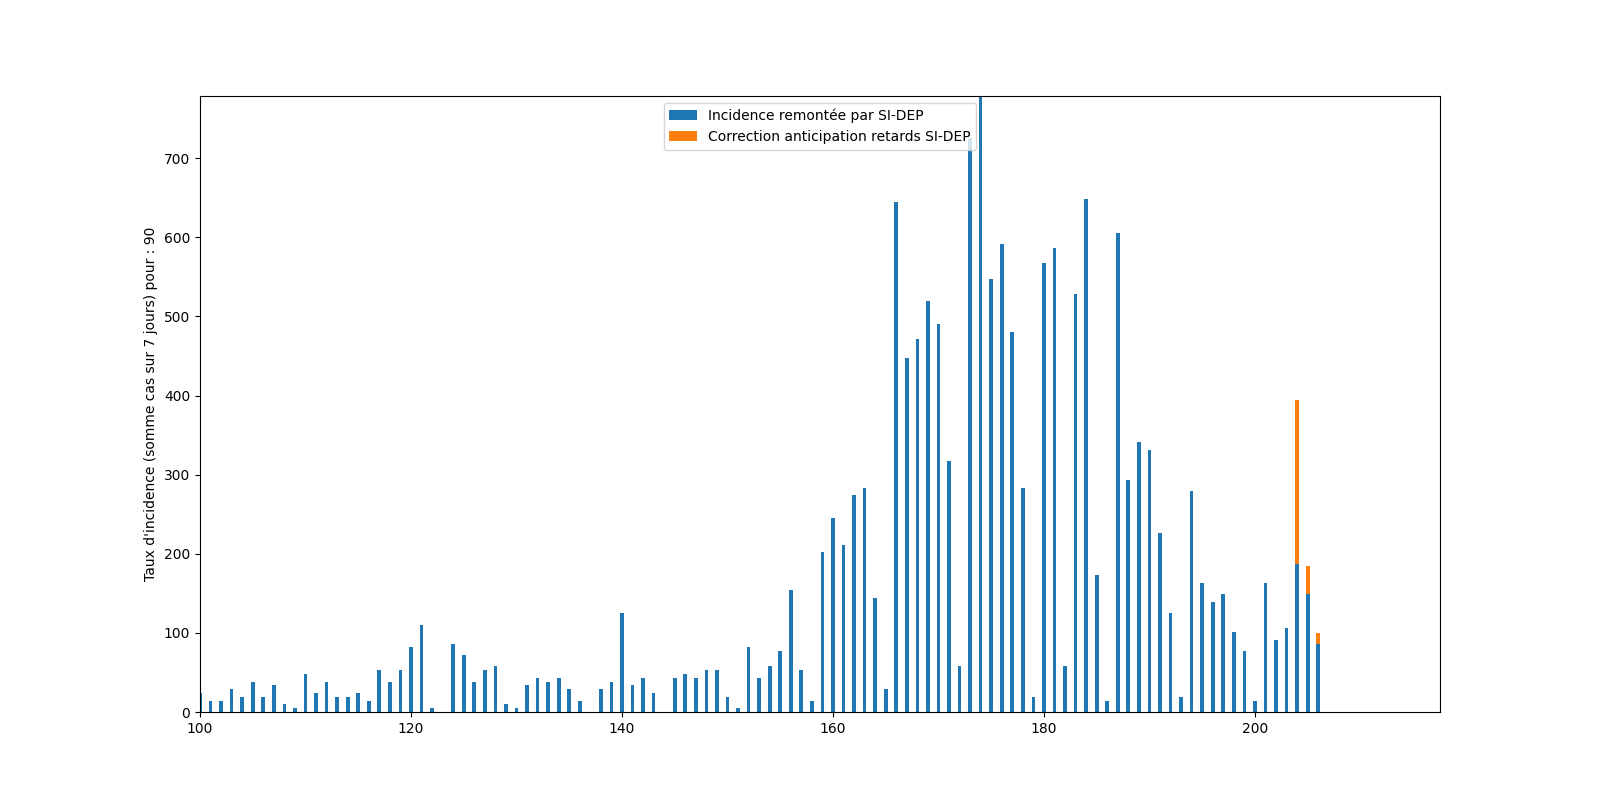 Incidence remontée par SI-DEP
Correction anticipation retards SI-DEP
Taux d'incidence (somme cas sur 7 jours) pour : 90
700
600
500
400
300
200
100
0
100 120 140 160 180 200